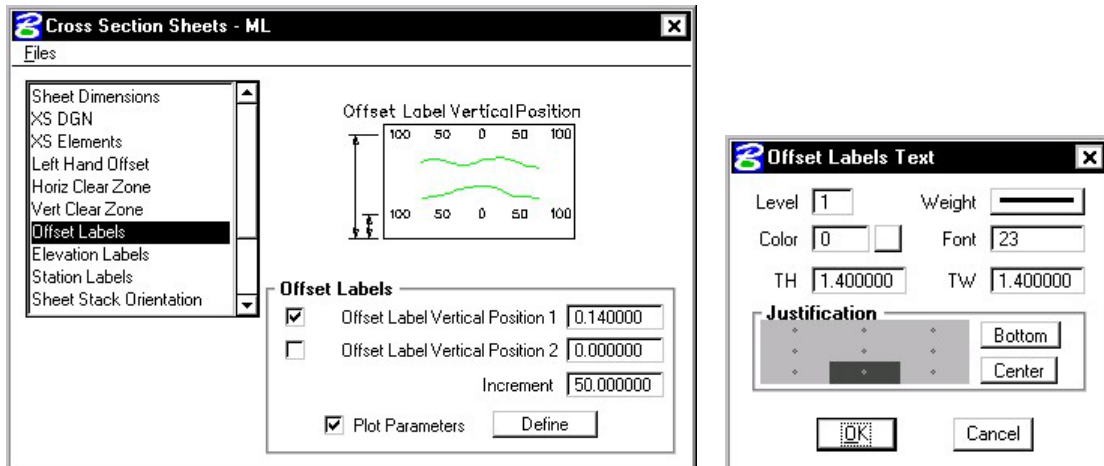 Cross Section Sheets - ML
Files
Sheet Dimensions
XS DGN
XS Elements
Left Hand Offset
Horiz Clear Zone
Vert Clear Zone
Offset Labels
Elevation Labels
Station Labels
Sheet Stack Orientation
Offset Label Vertical Position
100 50 0 50 100
100 50 0 50 100
Offset Labels
Offset Label Vertical Position 1 0.140000
Offset Label Vertical Position 2 0.000000
Increment 50.000000
Plot Parameters Define
Offset Labels Text
Level 1 Weight
Color 0 Font 23
TH 1.400000 TW 1.400000
Justification
Bottom
Center
OK Cancel